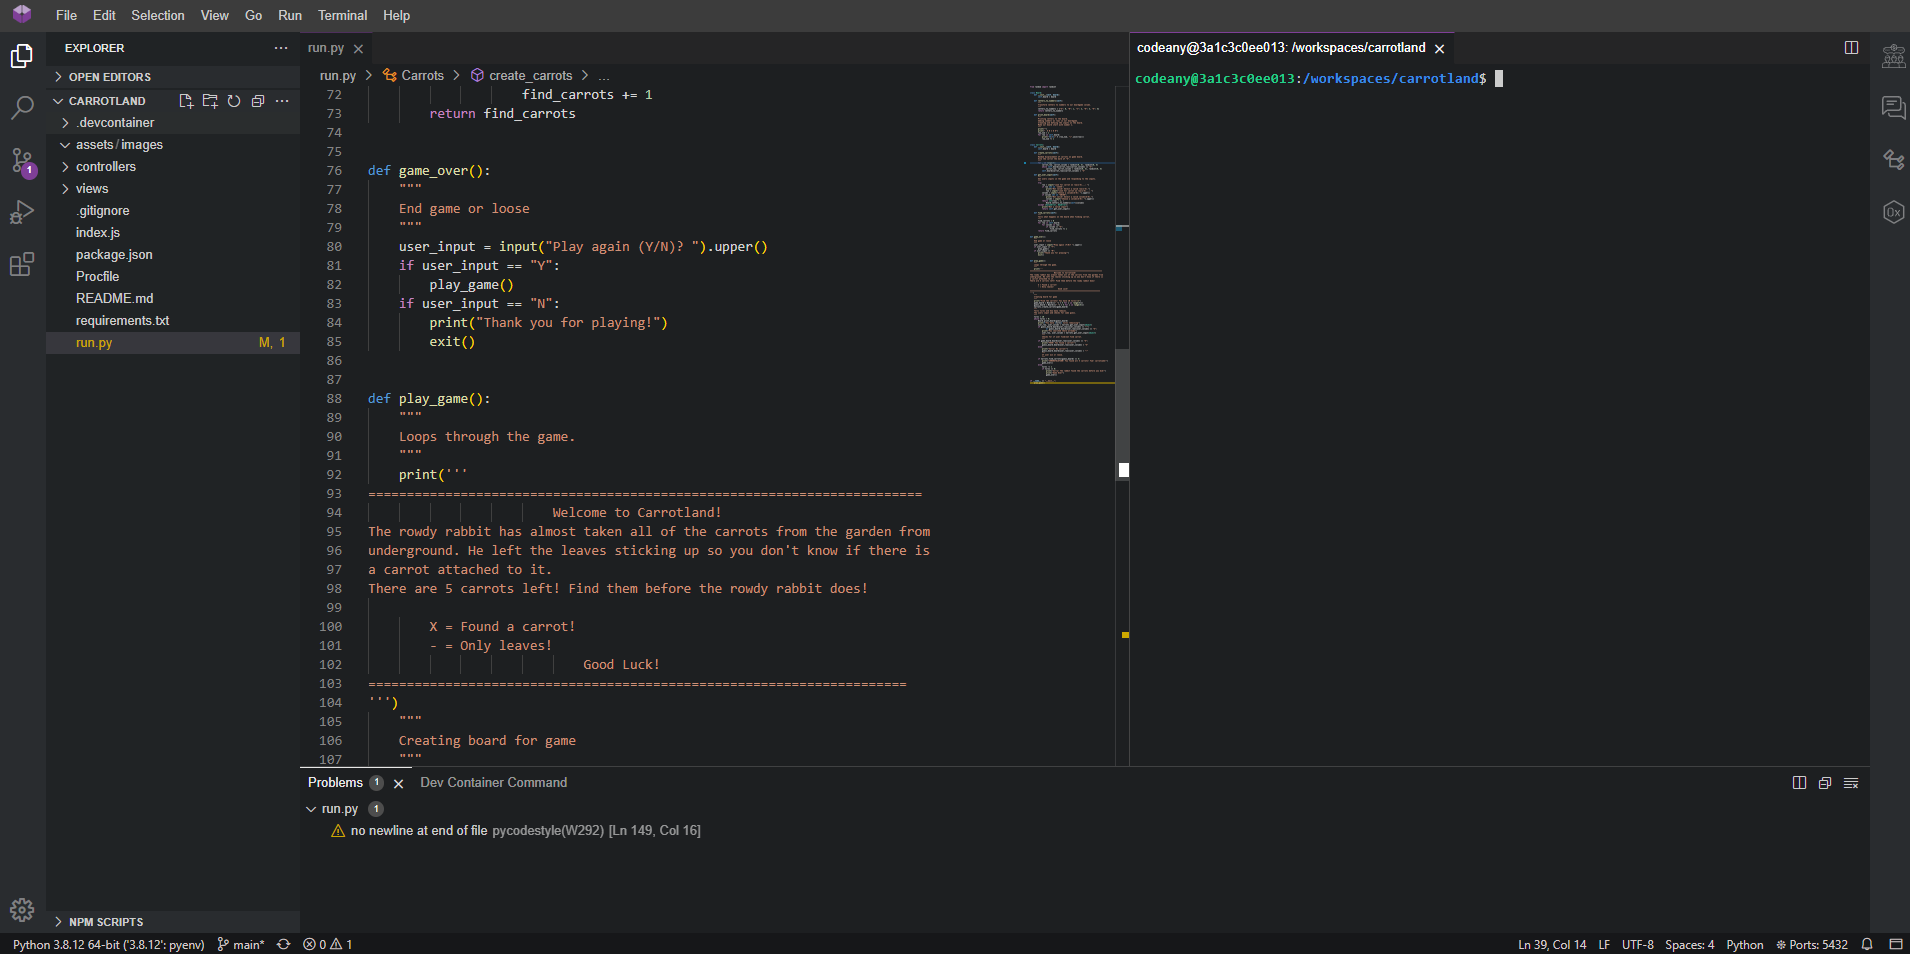 File Edit Selection View Go Run Terminal Help
EXPLORER
OPEN EDITORS
CARROTLAND
.devcontainer
assets/images
controllers
views
.gitignore
index.js
package.json
Procfile
README.md
requirements.txt
run.py M, 1
NPM SCRIPTS
1
run.py
run.py > Carrots > create_carrots > ...
72 find_carrots += 1
73 return find_carrots
74
75
76 def game_over():
77 """
78 End game or loose
79 """
80 user_input = input("Play again (Y/N)? ").upper()
81 if user_input == "Y":
82 play_game()
83 if user_input == "N":
84 print("Thank you for playing!")
85 exit()
86
87
88 def play_game():
89 """
90 Loops through the game.
91 """
92 print('''
93 ========================================================================
94 Welcome to Carrotland!
95 The rowdy rabbit has almost taken all of the carrots from the garden from
96 underground. He left the leaves sticking up so you don't know if there is
97 a carrot attached to it.
98 There are 5 carrots left! Find them before the rowdy rabbit does!
99
100 X = Found a carrot!
101 - = Only leaves!
102 Good Luck!
103 ======================================================================
104 ''')
105 """
106 Creating board for game
107 """
codeany@3a1c3c0ee013: /workspaces/carrotland
codeany@3a1c3c0ee013:/workspaces/carrotland$
0x
Problems 1 Dev Container Command
run.py 1
no newline at end of file pycodestyle(W292) [Ln 149, Col 16]
Python 3.8.12 64-bit ('3.8.12': pyenv) main* 0 1 Ln 39, Col 14 LF UTF-8 Spaces: 4 Python Ports: 5432